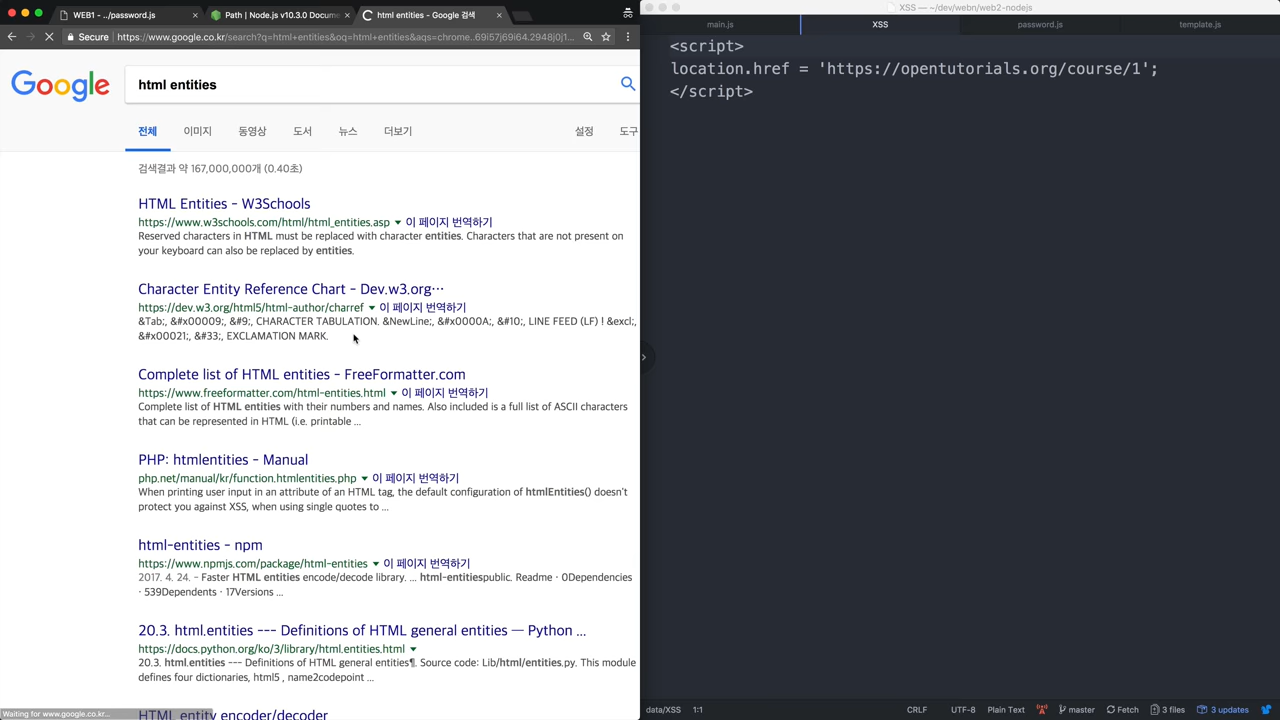 WEB1 - ../password.js
Path | Node.js v10.3.0 Docume
html entities - Google 검색
Secure
https://www.google.co.kr/search?q=html+entities&oq=html+entities&aqs=chrome..69i57j69i64.2948j0j1...
Google
html entities
전체
이미지
동영상
도서
뉴스
더보기
설정
도구
검색결과 약 167,000,000개 (0.40초)
HTML Entities - W3Schools
https://www.w3schools.com/html/html_entities.asp ▼ 이 페이지 번역하기
Reserved characters in HTML must be replaced with character entities. Characters that are not present on
your keyboard can also be replaced by entities.
Character Entity Reference Chart - Dev.w3.org…
https://dev.w3.org/html5/html-author/charref ▼ 이 페이지 번역하기
&Tab;, &#x00009;, &#9;, CHARACTER TABULATION. &NewLine;, &#x0000A;, &#10;, LINE FEED (LF) ! &excl;,
&#x00021;, &#33;, EXCLAMATION MARK.
Complete list of HTML entities - FreeFormatter.com
https://www.freeformatter.com/html-entities.html ▼ 이 페이지 번역하기
Complete list of HTML entities with their numbers and names. Also included is a full list of ASCII characters
that can be represented in HTML (i.e. printable ...
PHP: htmlentities - Manual
php.net/manual/kr/function.htmlentities.php ▼ 이 페이지 번역하기
When printing user input in an attribute of an HTML tag, the default configuration of htmlEntities() doesn't
protect you against XSS, when using single quotes to ...
html-entities - npm
https://www.npmjs.com/package/html-entities ▼ 이 페이지 번역하기
2017. 4. 24. - Faster HTML entities encode/decode library. ... html-entitiespublic. Readme · 0Dependencies
· 539Dependents · 17Versions ...
20.3. html.entities --- Definitions of HTML general entities — Python ...
https://docs.python.org/ko/3/library/html.entities.html ▼
20.3. html.entities --- Definitions of HTML general entities¶. Source code: Lib/html/entities.py. This module
defines four dictionaries, html5 , name2codepoint ...
HTML entity encoder/decoder
Waiting for www.google.co.kr...
XSS — ~/dev/webn/web2-nodejs
main.js
XSS
password.js
template.js
<script>
location.href = 'https://opentutorials.org/course/1';
</script>
data/XSS
1:1
CRLF
UTF-8
Plain Text
master
Fetch
3 files
3 updates